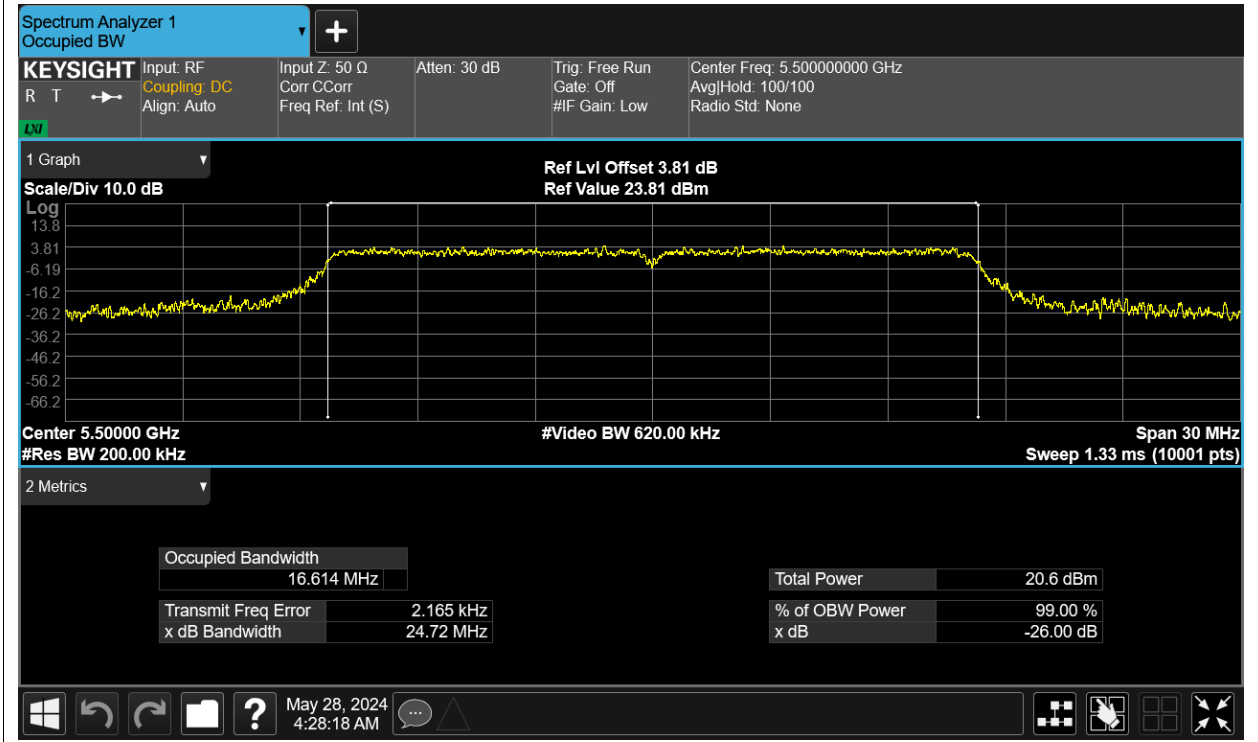 Spectrum Analyzer 1
Occupied BW
KEYSIGHT
R T
LXI
Input: RF
Coupling: DC
Align: Auto
Input Z: 50 Ω
Corr CCorr
Freq Ref: Int (S)
Atten: 30 dB
Trig: Free Run
Gate: Off
#IF Gain: Low
Center Freq: 5.500000000 GHz
Avg|Hold: 100/100
Radio Std: None
1 Graph
Ref Lvl Offset 3.81 dB
Scale/Div 10.0 dB
Ref Value 23.81 dBm
Log
13.8
3.81
-6.19
-16.2
-26.2
-36.2
-46.2
-56.2
-66.2
Center 5.50000 GHz
#Video BW 620.00 kHz
Span 30 MHz
#Res BW 200.00 kHz
Sweep 1.33 ms (10001 pts)
2 Metrics
Occupied Bandwidth
16.614 MHz
Total Power 20.6 dBm
Transmit Freq Error 2.165 kHz
% of OBW Power 99.00 %
x dB Bandwidth 24.72 MHz
x dB -26.00 dB
?
May 28, 2024
4:28:18 AM